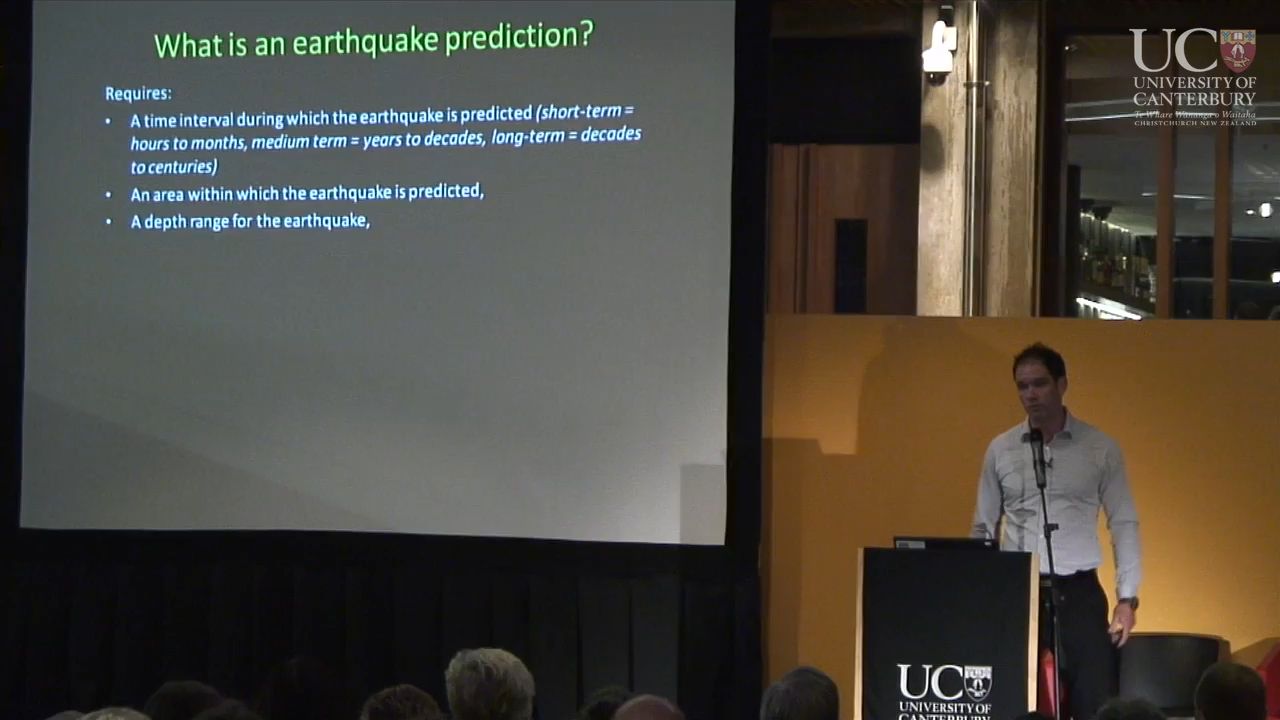 What is an earthquake prediction?
Requires:
• A time interval during which the earthquake is predicted (short-term =
hours to months, medium term = years to decades, long-term = decades
to centuries)
• An area within which the earthquake is predicted,
• A depth range for the earthquake,
UC
UNIVERSITY OF
CANTERBURY
Te Whare Wānanga o Waitaha
CHRISTCHURCH NEW ZEALAND
UC
UNIVERSITY OF
CANTERBURY